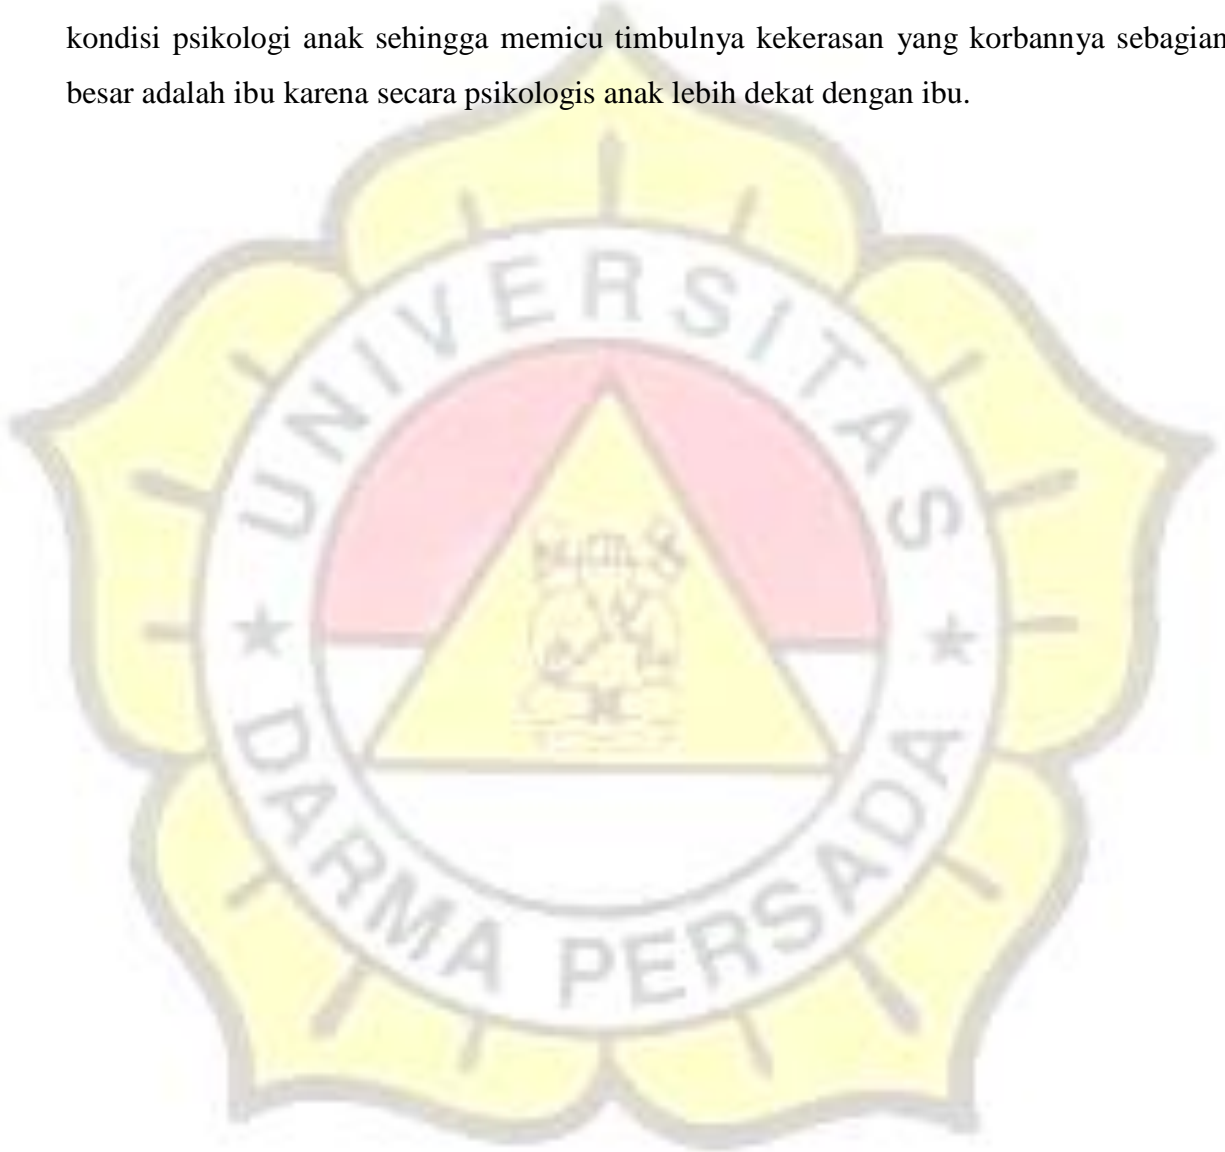 kondisi psikologi anak sehingga memicu timbulnya kekerasan yang korbannya sebagian
besar adalah ibu karena secara psikologis anak lebih dekat dengan ibu.
UNIVERSITAS
DARMA PERSADA